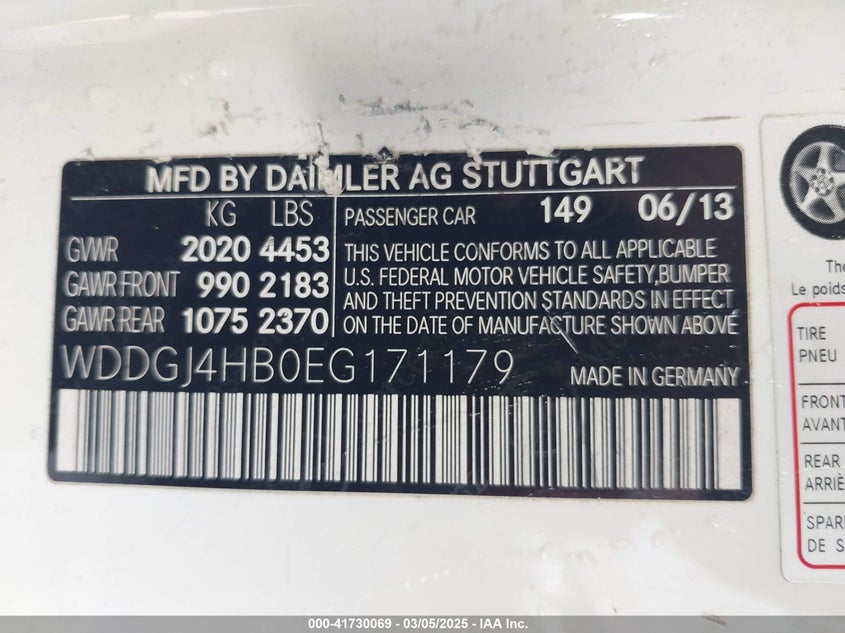 MFD BY DAIMLER AG STUTTGART
KG LBS
PASSENGER CAR 149 06/13
GVWR 2020 4453
GAWR FRONT 990 2183
GAWR REAR 1075 2370
THIS VEHICLE CONFORMS TO ALL APPLICABLE
U.S. FEDERAL MOTOR VEHICLE SAFETY,BUMPER
AND THEFT PREVENTION STANDARDS IN EFFECT
ON THE DATE OF MANUFACTURE SHOWN ABOVE
WDDGJ4HB0EG171179 MADE IN GERMANY
The
Le poids
TIRE
PNEU
FRONT
AVANT
REAR
ARRIÈ
SPAR
DE S
000-41730069 - 03/05/2025 - IAA Inc.